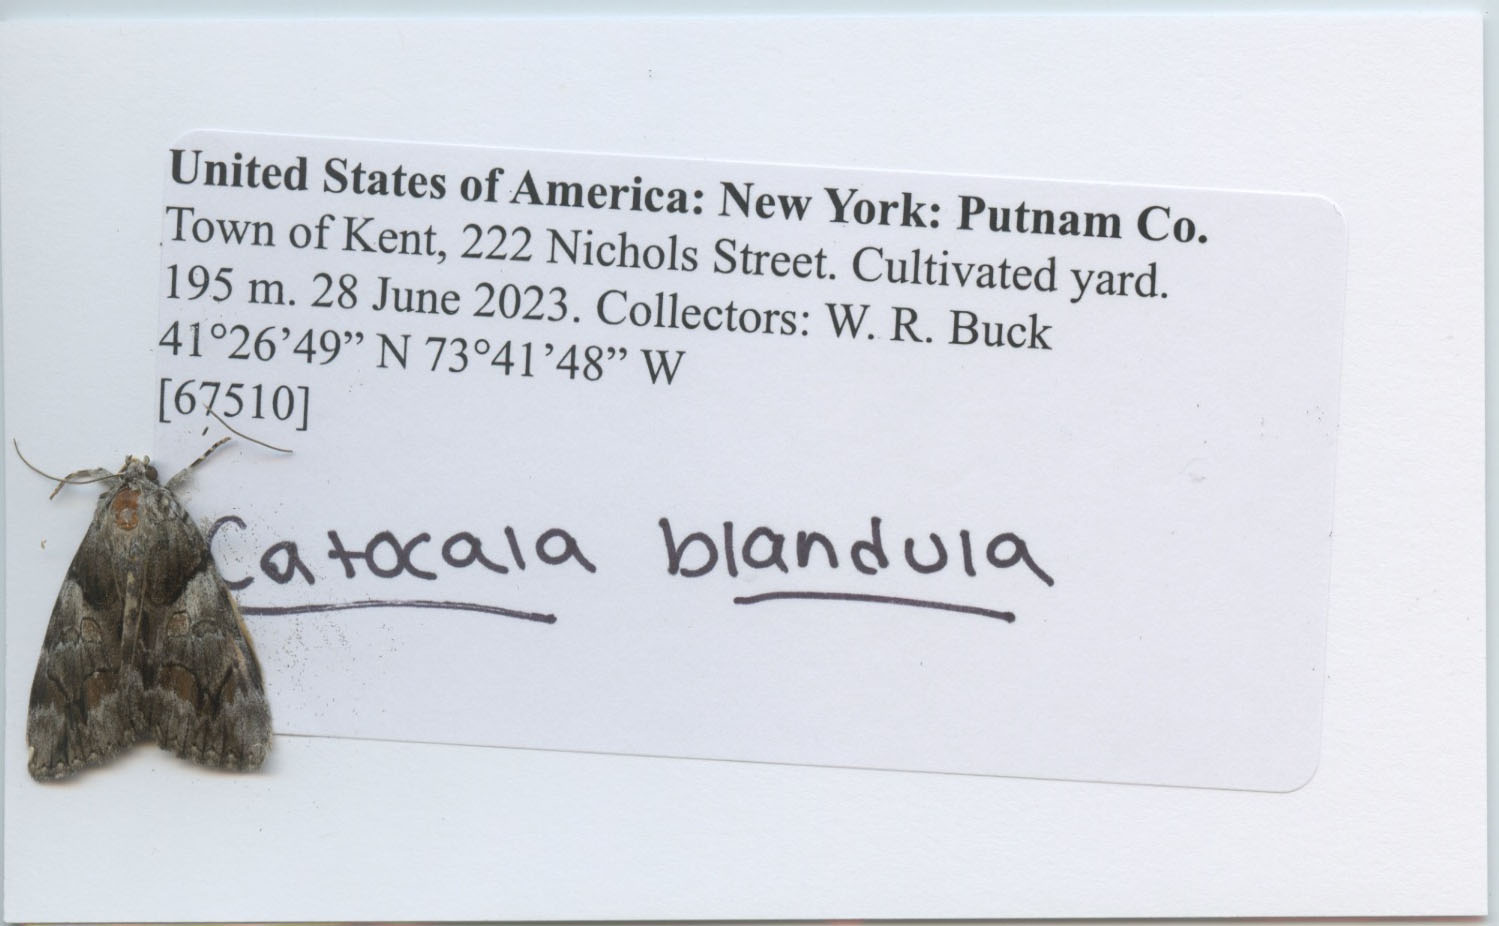 United States of America: New York: Putnam Co.
Town of Kent, 222 Nichols Street. Cultivated yard.
195 m. 28 June 2023. Collectors: W. R. Buck
41°26’49” N 73°41’48” W
[67510]
Catocala blandula